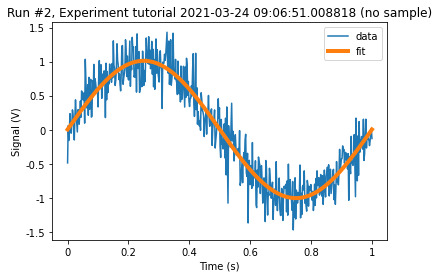 Run #2, Experiment tutorial 2021-03-24 09:06:51.008818 (no sample)
data
fit
1.5
1
0.5
0
-0.5
-1
-1.5
Signal (V)
0
0.2
0.4
0.6
0.8
1
Time (s)